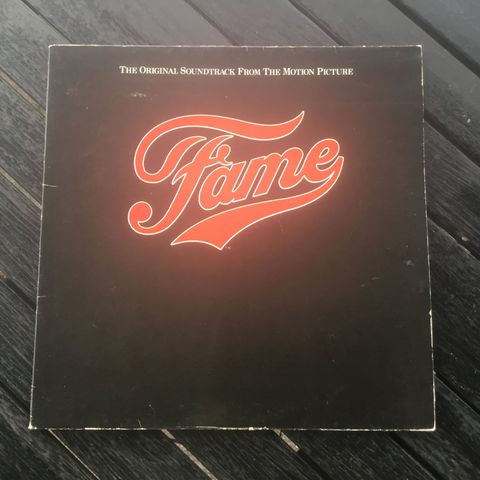 THE ORIGINAL SOUNDTRACK FROM THE MOTION PICTURE
Fame